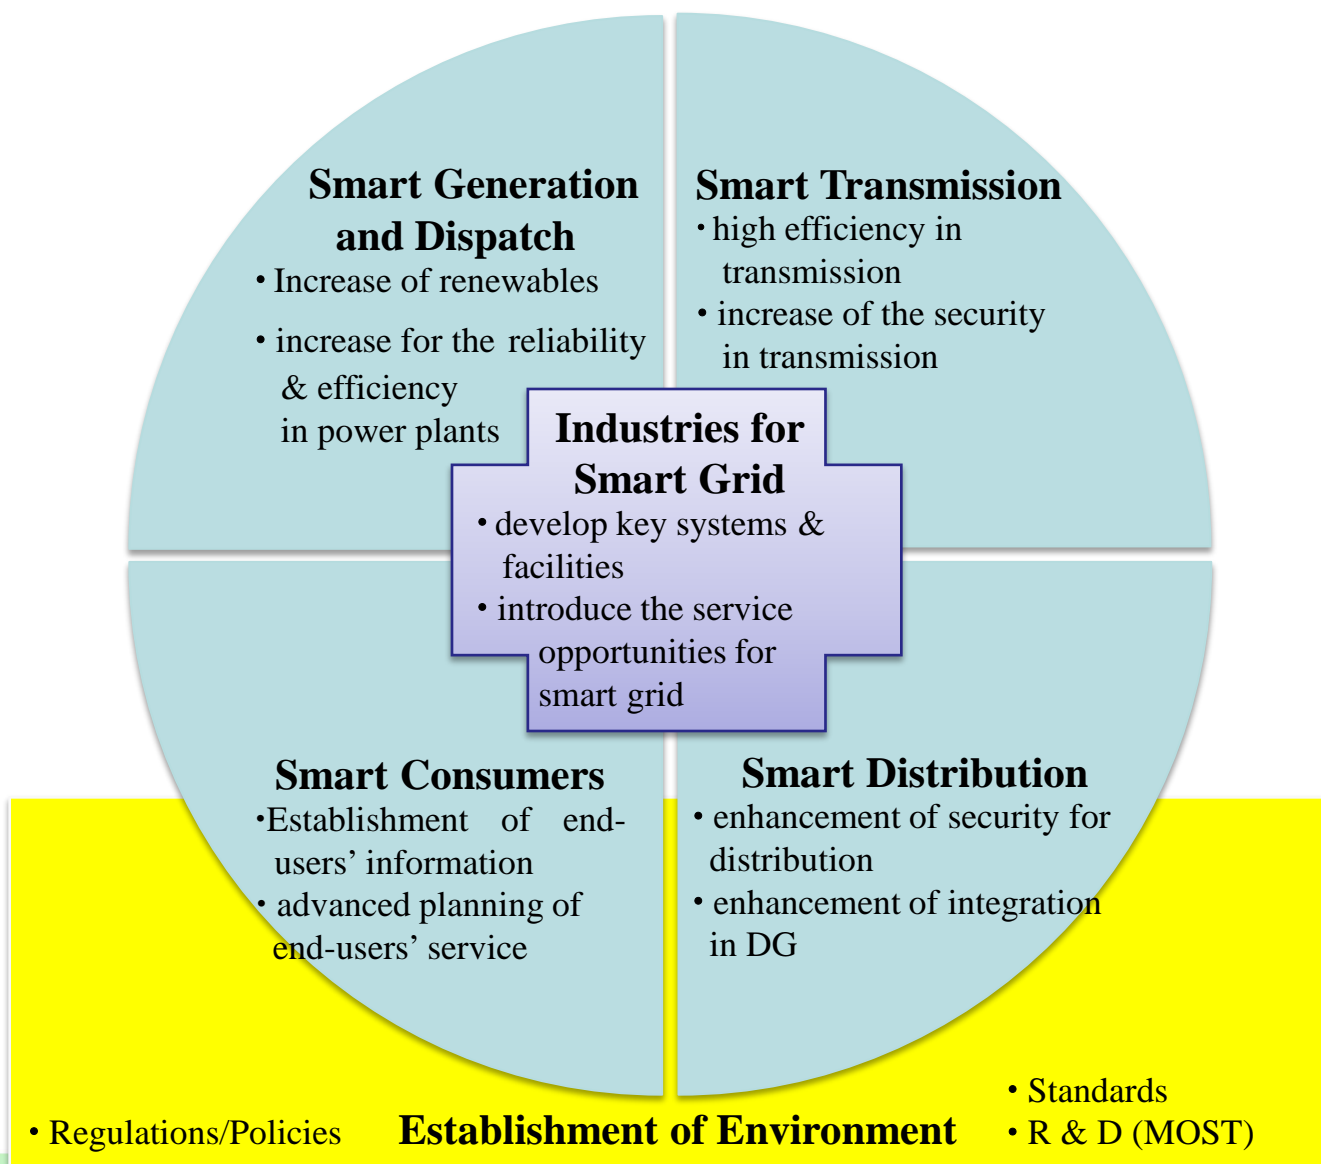 Smart Generation
and Dispatch
• Increase of renewables
• increase for the reliability
& efficiency
in power plants
Smart Transmission
• high efficiency in
transmission
• increase of the security
in transmission
Industries for
Smart Grid
• develop key systems &
facilities
• introduce the service
opportunities for
smart grid
Smart Consumers
•Establishment of end-
users’ information
• advanced planning of
end-users’ service
Smart Distribution
• enhancement of security for
distribution
• enhancement of integration
in DG
• Regulations/Policies
Establishment of Environment
• Standards
• R & D (MOST)